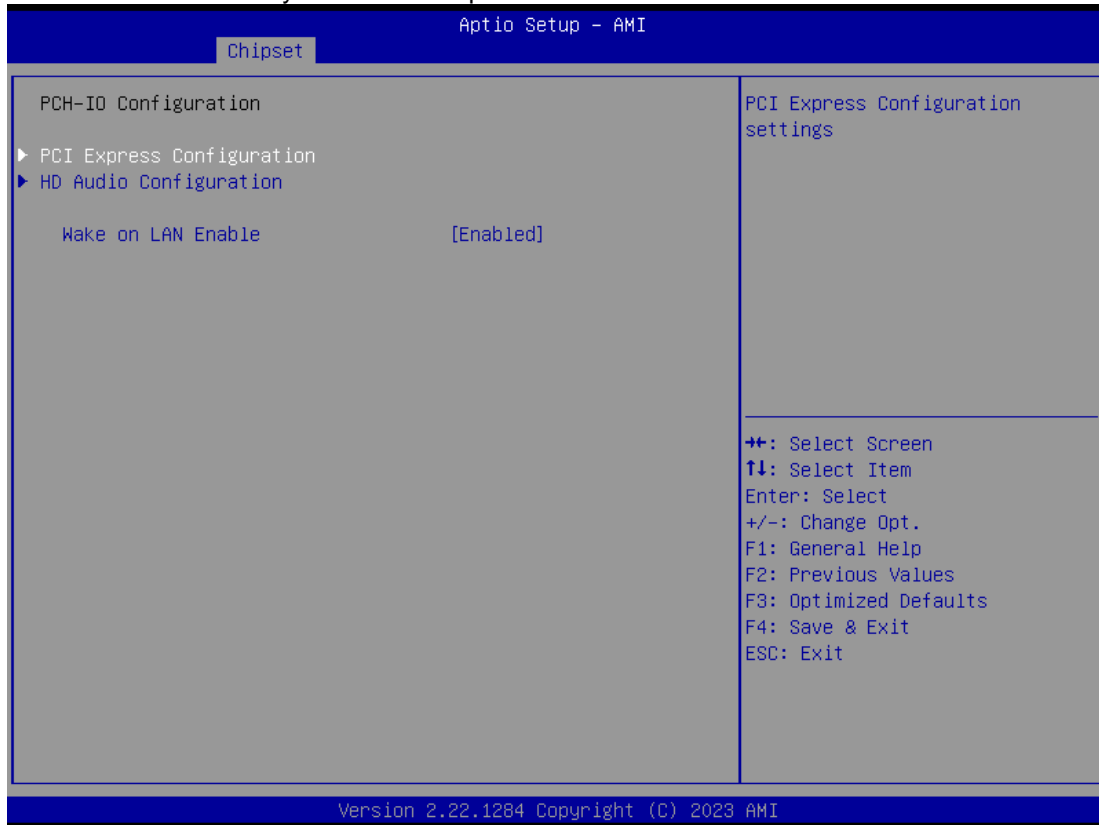 Aptio Setup - AMI
Chipset
PCH-IO Configuration
PCI Express Configuration
HD Audio Configuration
Wake on LAN Enable [Enabled]
PCI Express Configuration
settings
→←: Select Screen
↑↓: Select Item
Enter: Select
+/-: Change Opt.
F1: General Help
F2: Previous Values
F3: Optimized Defaults
F4: Save & Exit
ESC: Exit
Version 2.22.1284 Copyright (C) 2023 AMI